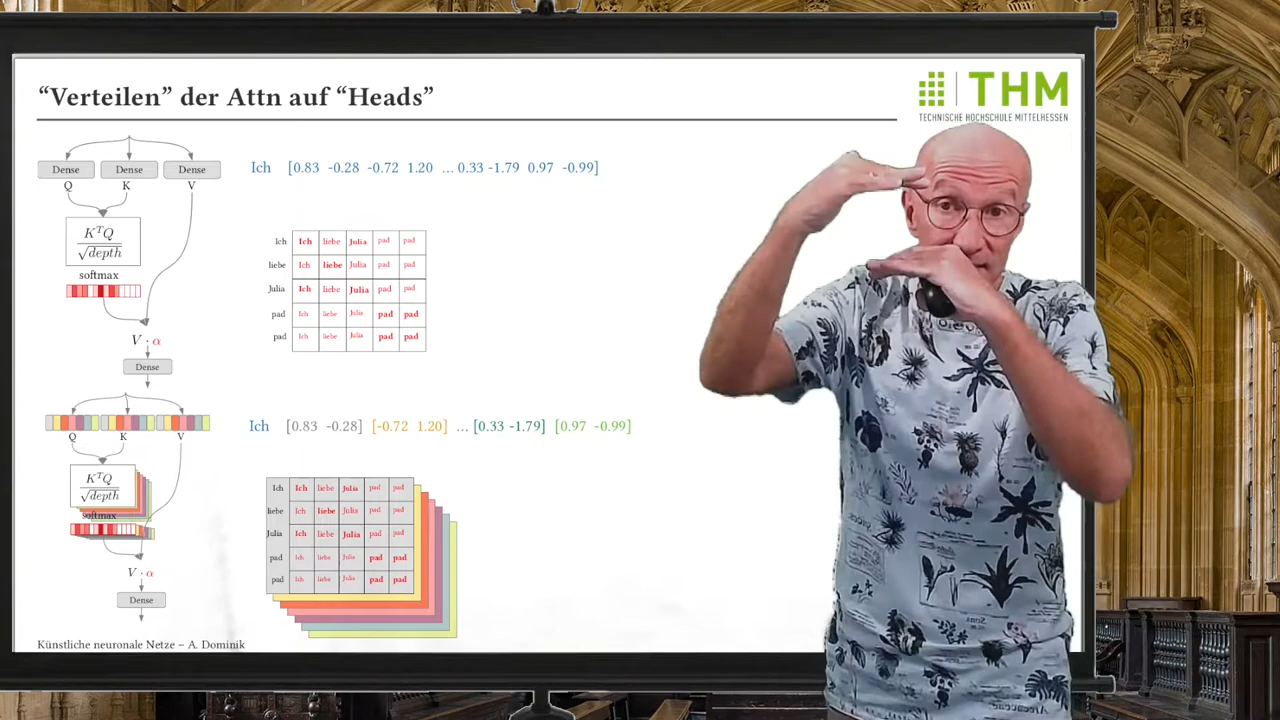 “Verteilen” der Attn auf “Heads”
THM
TECHNISCHE HOCHSCHULE MITTELHESSEN
Dense Dense Dense
Q K V
K^T Q
√depth
softmax
V · α
Dense
Ich [0.83 -0.28 -0.72 1.20 ... 0.33 -1.79 0.97 -0.99]
Ich Ich liebe Julia pad pad
liebe Ich liebe Julia pad pad
Julia Ich liebe Julia pad pad
pad Ich liebe Julia pad pad
pad Ich liebe Julia pad pad
Q K V
K^T Q
√depth
softmax
V · α
Dense
Ich [0.83 -0.28] [-0.72 1.20] ... [0.33 -1.79] [0.97 -0.99]
Ich Ich liebe Julia pad pad
liebe Ich liebe Julia pad pad
Julia Ich liebe Julia pad pad
pad Ich liebe Julia pad pad
pad Ich liebe Julia pad pad
Künstliche neuronale Netze – A. Dominik